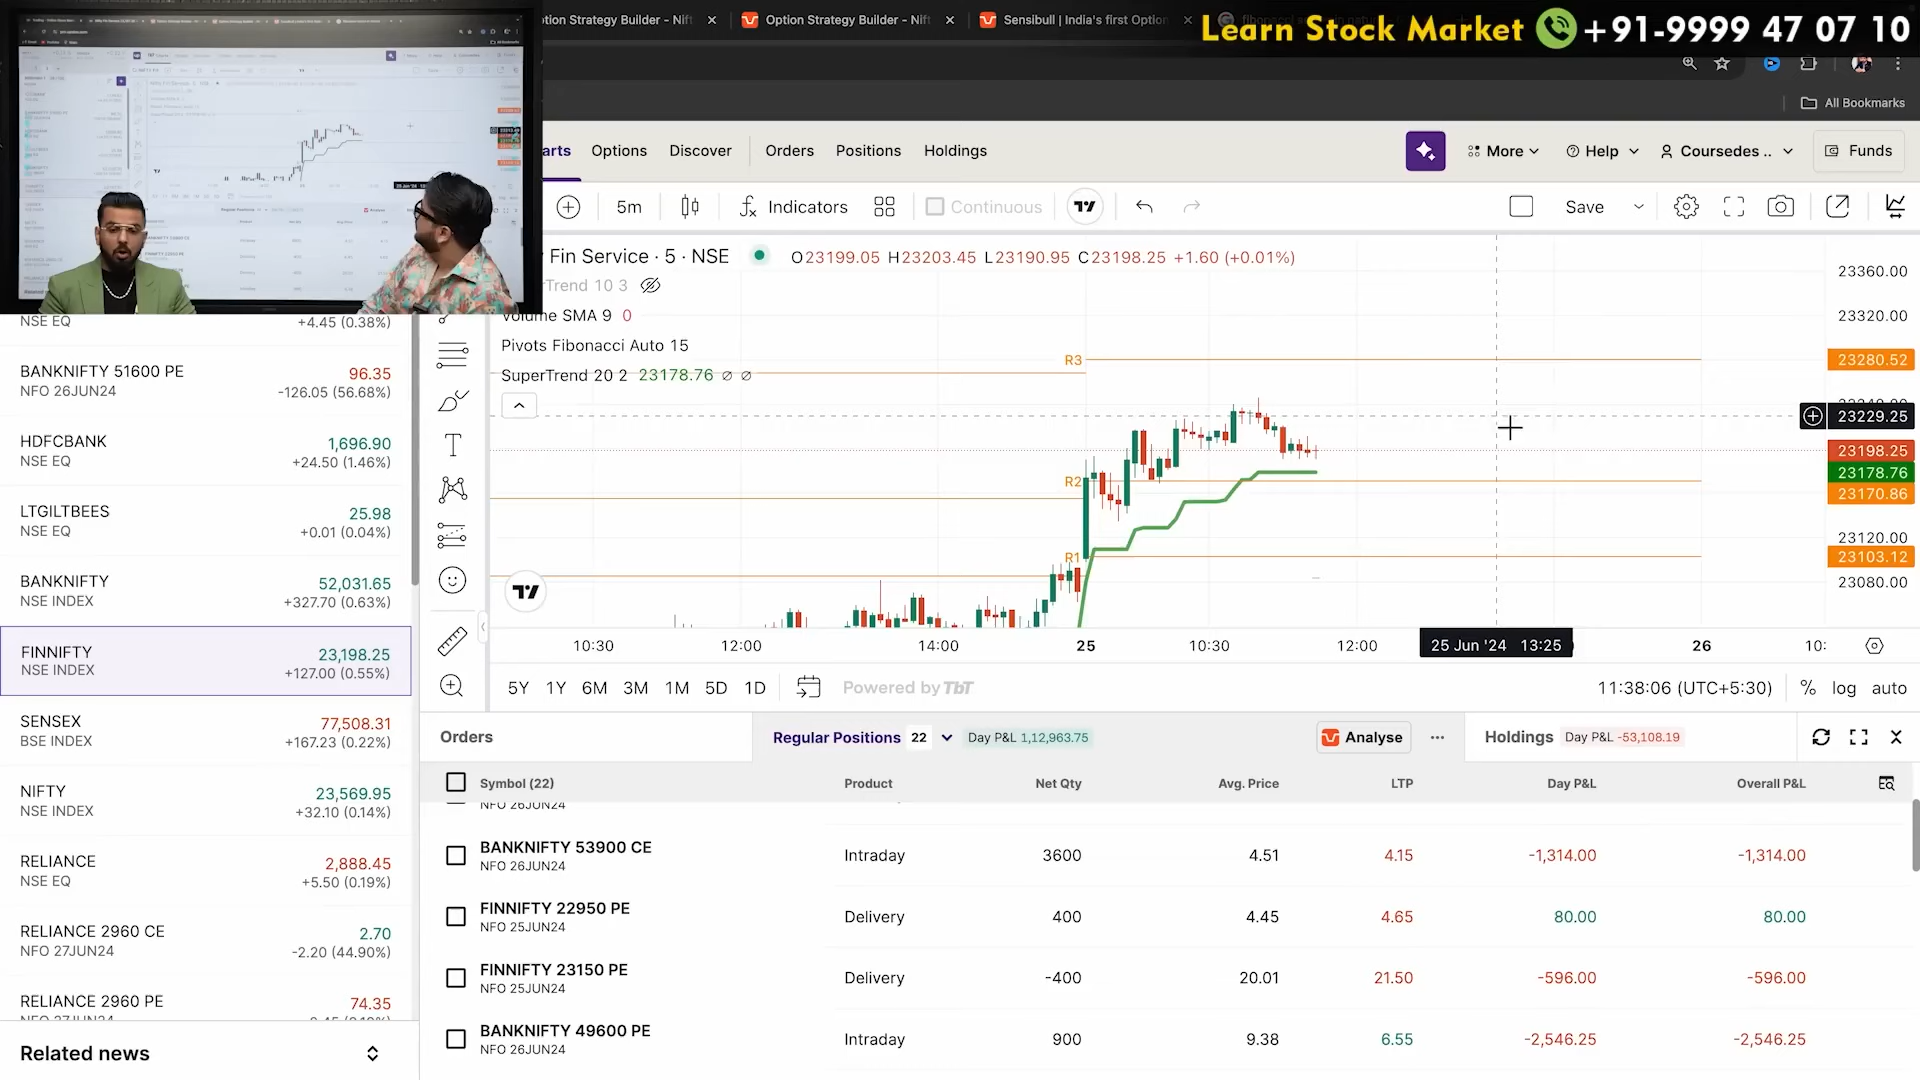 ption Strategy Builder - Nift
Option Strategy Builder - Nift
Sensibull | India's first Option
Learn Stock Market +91-9999 47 07 10
All Bookmarks
arts Options Discover Orders Positions Holdings
More Help Coursedes .. Funds
5m Indicators Continuous Save
Fin Service · 5 · NSE O23199.05 H23203.45 L23190.95 C23198.25 +1.60 (+0.01%)
Trend 10 3
Volume SMA 9 0
Pivots Fibonacci Auto 15
SuperTrend 20 2 23178.76 ∅ ∅
R3
R2
R1
23360.00
23320.00
23280.52
23229.25
23198.25
23178.76
23170.86
23120.00
23103.12
23080.00
10:30 12:00 14:00 25 10:30 12:00 25 Jun '24 13:25 26 10:
5Y 1Y 6M 3M 1M 5D 1D Powered by TbT 11:38:06 (UTC+5:30) % log auto
NSE EQ +4.45 (0.38%)
BANKNIFTY 51600 PE 96.35
NFO 26JUN24 -126.05 (56.68%)
HDFCBANK 1,696.90
NSE EQ +24.50 (1.46%)
LTGILTBEES 25.98
NSE EQ +0.01 (0.04%)
BANKNIFTY 52,031.65
NSE INDEX +327.70 (0.63%)
FINNIFTY 23,198.25
NSE INDEX +127.00 (0.55%)
SENSEX 77,508.31
BSE INDEX +167.23 (0.22%)
NIFTY 23,569.95
NSE INDEX +32.10 (0.14%)
RELIANCE 2,888.45
NSE EQ +5.50 (0.19%)
RELIANCE 2960 CE 2.70
NFO 27JUN24 -2.20 (44.90%)
RELIANCE 2960 PE 74.35
Related news
Orders Regular Positions 22 Day P&L 1,12,963.75 Analyse Holdings Day P&L -53,108.19
Symbol (22) Product Net Qty Avg. Price LTP Day P&L Overall P&L
NFO 26JUN24
BANKNIFTY 53900 CE Intraday 3600 4.51 4.15 -1,314.00 -1,314.00
NFO 26JUN24
FINNIFTY 22950 PE Delivery 400 4.45 4.65 80.00 80.00
NFO 25JUN24
FINNIFTY 23150 PE Delivery -400 20.01 21.50 -596.00 -596.00
NFO 25JUN24
BANKNIFTY 49600 PE Intraday 900 9.38 6.55 -2,546.25 -2,546.25
NFO 26JUN24